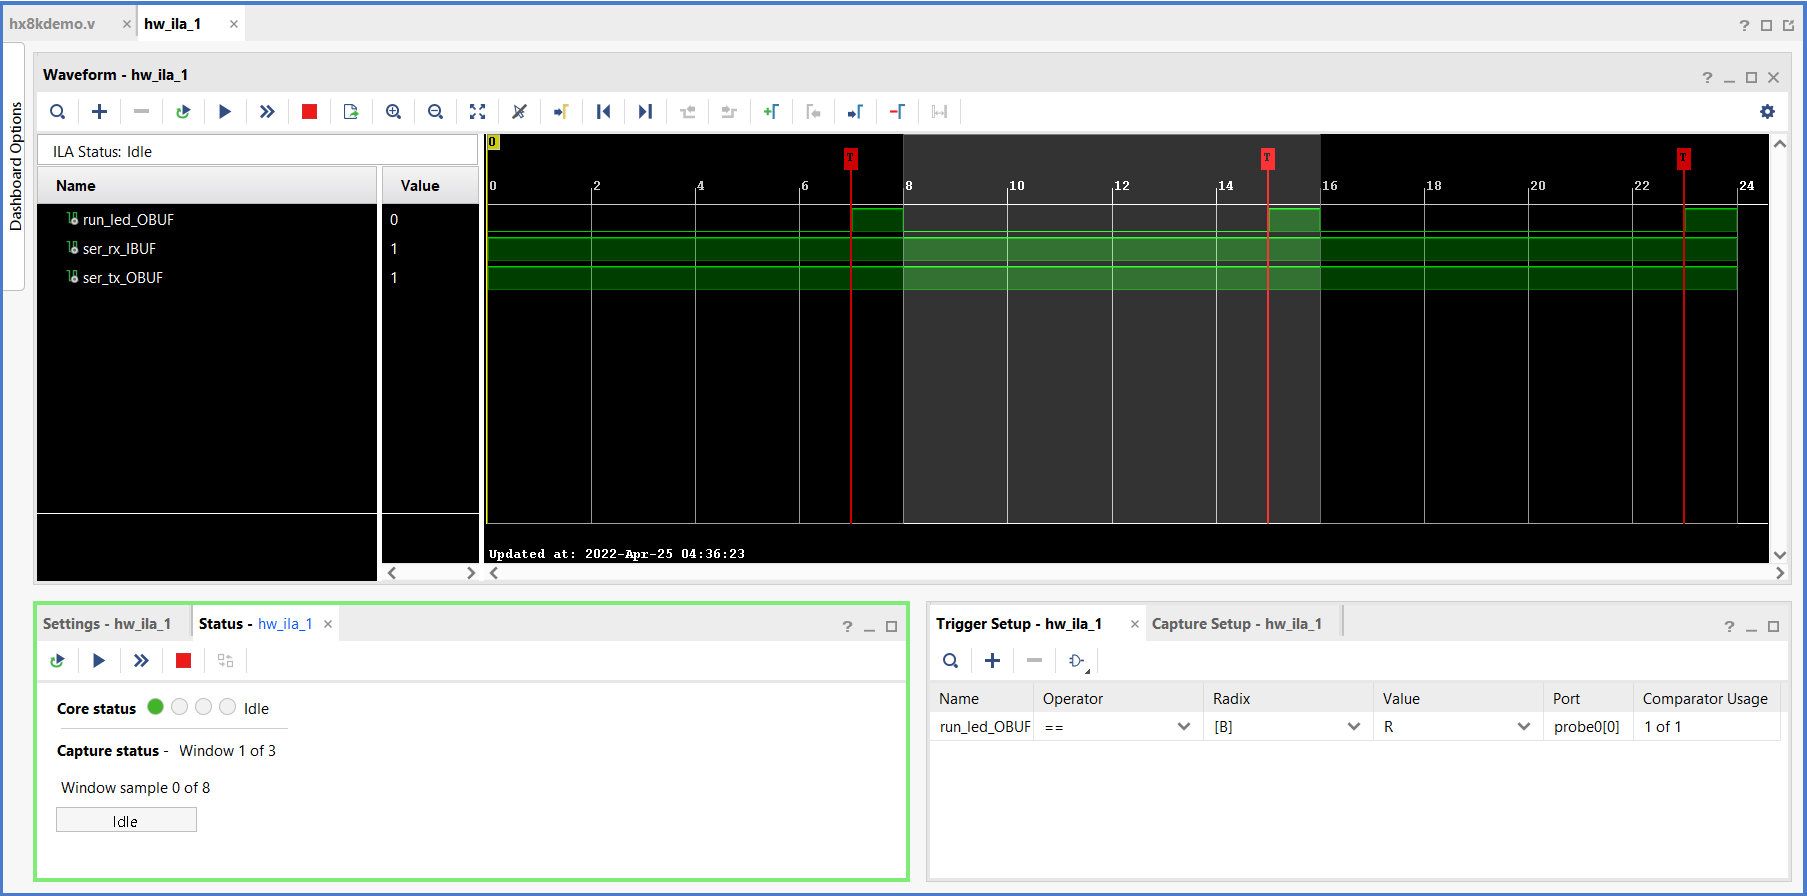 hx8kdemo.v × hw_ila_1 ×
Dashboard Options
Waveform - hw_ila_1
ILA Status: Idle
Name Value
run_led_OBUF 0
ser_rx_IBUF 1
ser_tx_OBUF 1
0
T T T
0 2 4 6 8 10 12 14 16 18 20 22 24
Updated at: 2022-Apr-25 04:36:23
Settings - hw_ila_1 Status - hw_ila_1 ×
Core status Idle
Capture status - Window 1 of 3
Window sample 0 of 8
Idle
Trigger Setup - hw_ila_1 × Capture Setup - hw_ila_1
Name Operator Radix Value Port Comparator Usage
run_led_OBUF == [B] R probe0[0] 1 of 1